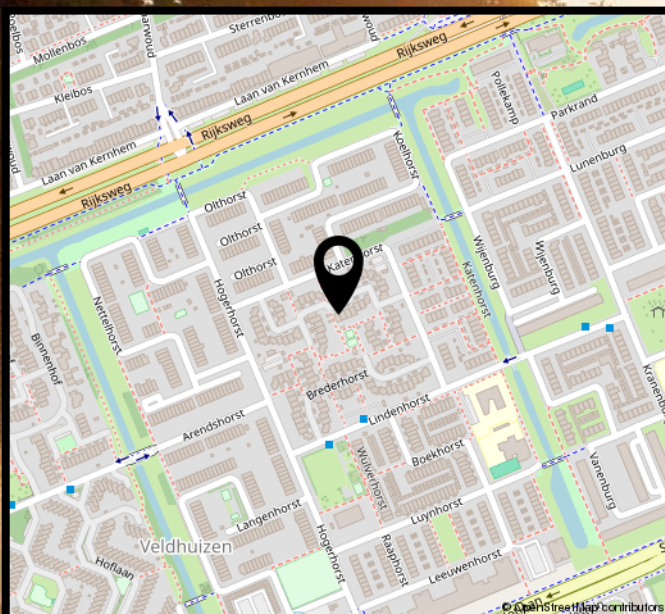 Mollenbos
Sterrenbos
Kleibos
Laan van Kernhem
Rijksweg
Rijksweg
Laan van Kernhem
Rijksweg
Pollekamp
Parkrand
Lunenburg
Koelhorst
Olthorst
Olthorst
Olthorst
Katenhorst
Wijenburg
Wijenburg
Katenhorst
Hogerhorst
Nettelhorst
Binnenhof
Brederhorst
Lindenhorst
Arendshorst
Boekhorst
Wulverhorst
Vanenburg
Langenhorst
Luynhorst
Hogerhorst
Raaphorst
Leeuwenhorst
Veldhuizen
Hoflaan
© OpenStreetMap contributors